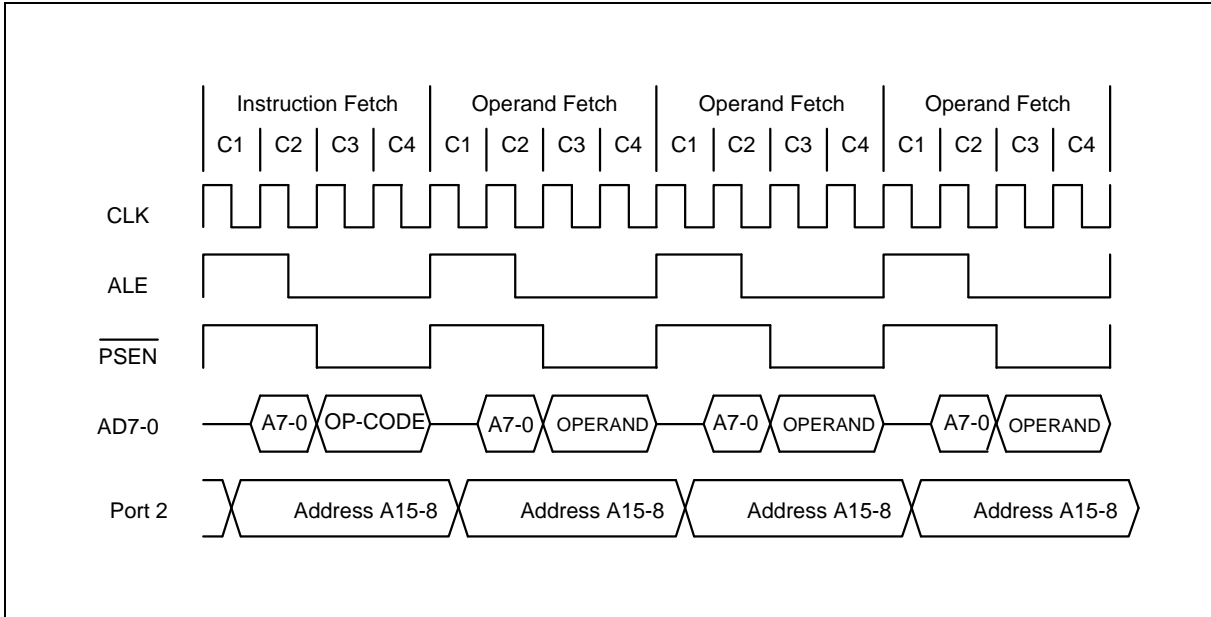 Instruction Fetch Operand Fetch Operand Fetch Operand Fetch
C1 C2 C3 C4 C1 C2 C3 C4 C1 C2 C3 C4 C1 C2 C3 C4
CLK
ALE
PSEN
AD7-0 A7-0 OP-CODE A7-0 OPERAND A7-0 OPERAND A7-0 OPERAND
Port 2 Address A15-8 Address A15-8 Address A15-8 Address A15-8